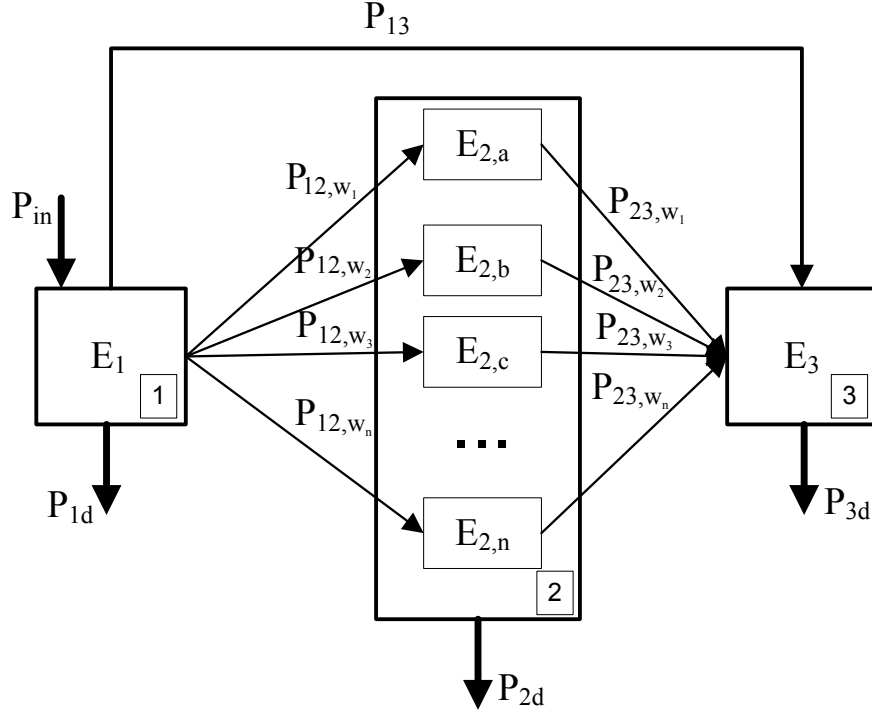 P13
E2,a
P12,w1
P23,w1
Pin
P12,w2
E2,b
P23,w2
P12,w3
E2,c
P23,w3
E1
1
E3
3
P12,wn
P23,wn
...
P1d
E2,n
P3d
2
P2d